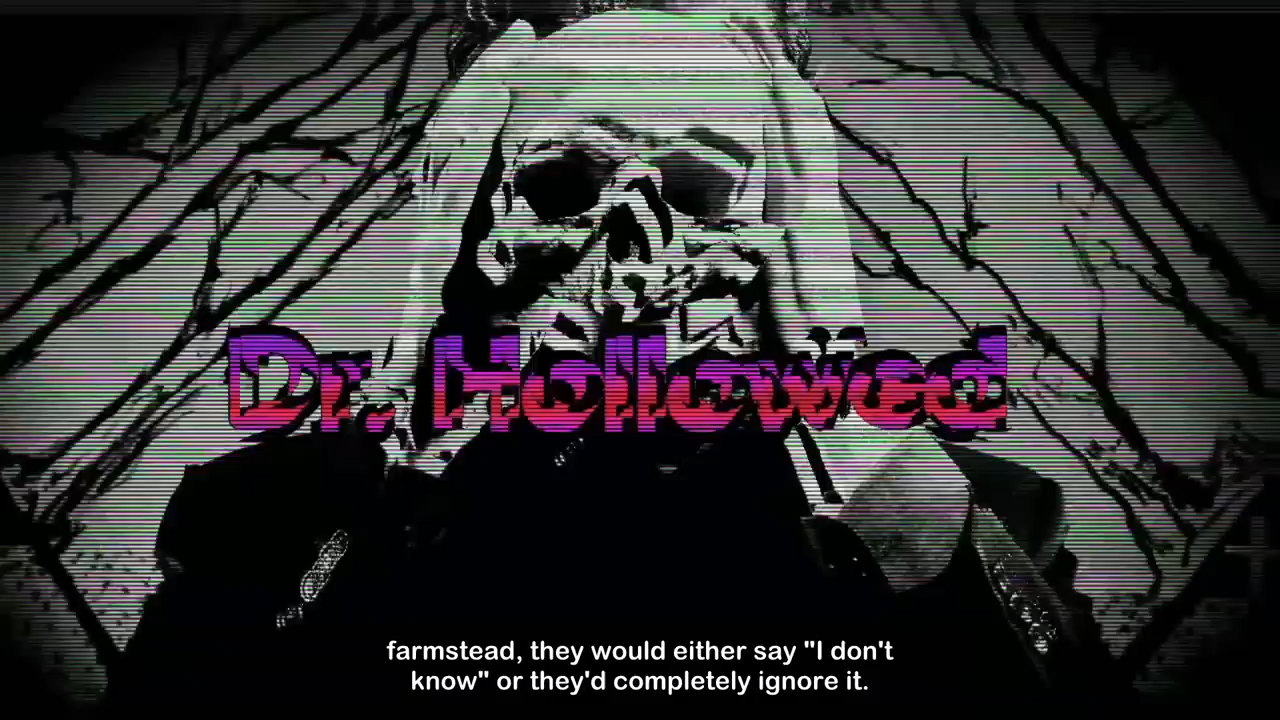 Dr. Hollowed
farmstead, they would either say "I don't
know" or they'd completely ignore it.